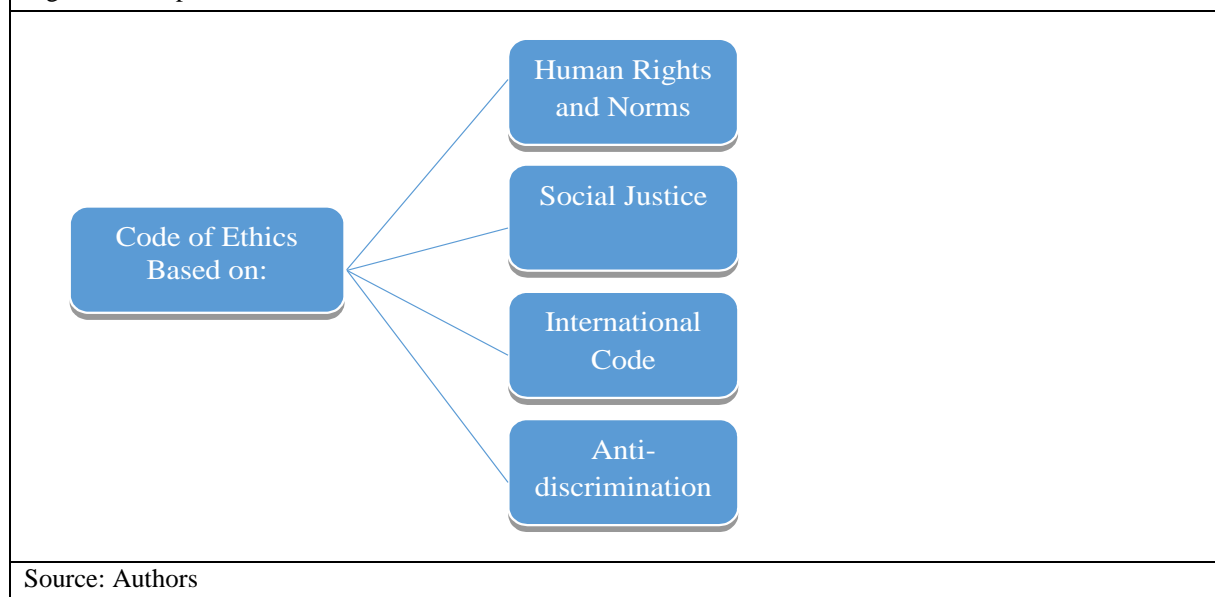 Code of Ethics
Based on:
Human Rights
and Norms
Social Justice
International
Code
Anti-
discrimination
Source: Authors